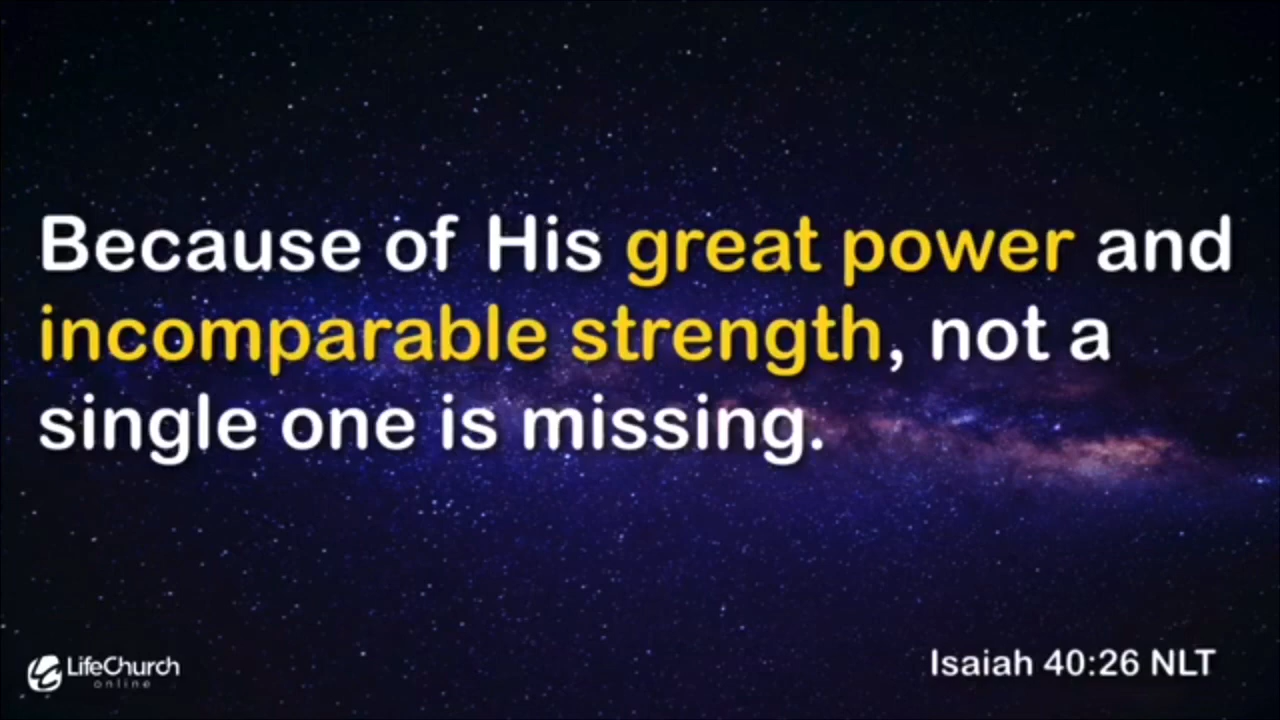 Because of His great power and
incomparable strength, not a
single one is missing.
LifeChurch
online
Isaiah 40:26 NLT